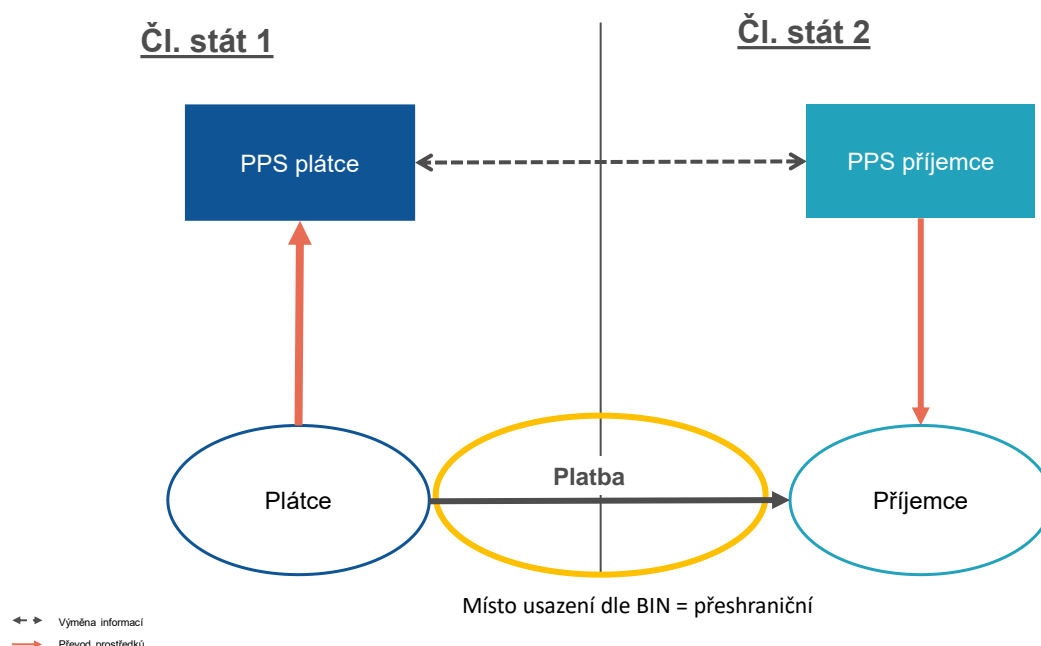 Čl. stát 1
Čl. stát 2
PPS plátce
PPS příjemce
Platba
Plátce
Příjemce
Místo usazení dle BIN = přeshraniční
Výměna informací
Převod prostředků